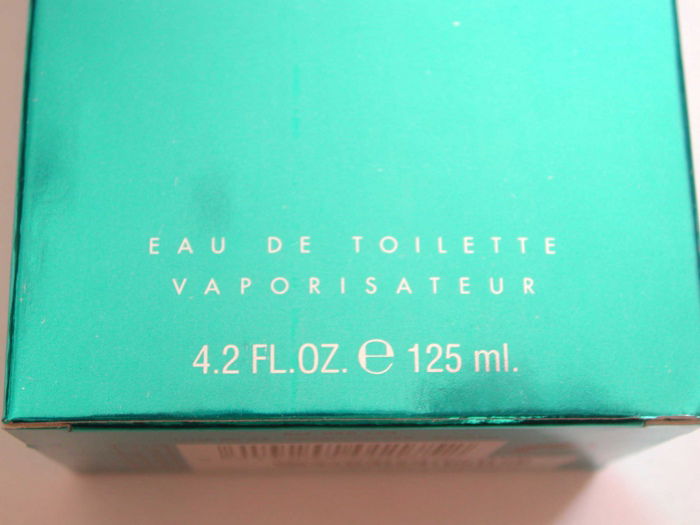 EAU DE TOILETTE
VAPORISATEUR
4.2 FL.OZ. ℮ 125 ml.